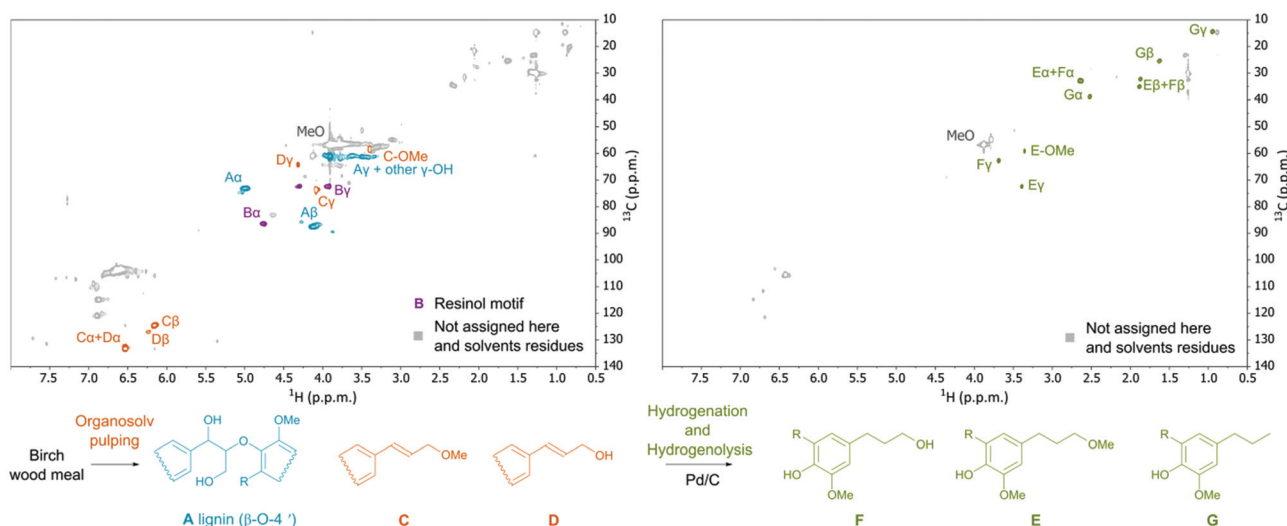 MeO
Dγ
C-OMe
Aγ + other γ-OH
Aα
Bγ
Cγ
Bα
Aβ
Cβ
Cα+Dα
Dβ
B Resinol motif
Not assigned here
and solvents residues
10
20
30
40
50
60
70
80
90
100
110
120
130
140
¹³C (p.p.m.)
7.5 7.0 6.5 6.0 5.5 5.0 4.5 4.0 3.5 3.0 2.5 2.0 1.5 1.0 0.5
¹H (p.p.m.)
Gγ
Gβ
Eα+Fα
Gα
Eβ+Fβ
MeO
E-OMe
Fγ
Eγ
Not assigned here
and solvents residues
10
20
30
40
50
60
70
80
90
100
110
120
130
140
¹³C (p.p.m.)
8.0 7.5 7.0 6.5 6.0 5.5 5.0 4.5 4.0 3.5 3.0 2.5 2.0 1.5 1.0 0.5
¹H (p.p.m.)
Birch
wood meal
Organosolv
pulping
OH
OMe
O
HO
R
A lignin (β-O-4 ′)
OMe
C
OH
D
Hydrogenation
and
Hydrogenolysis
Pd/C
R
OH
HO
OMe
F
R
OMe
HO
OMe
E
R
HO
OMe
G